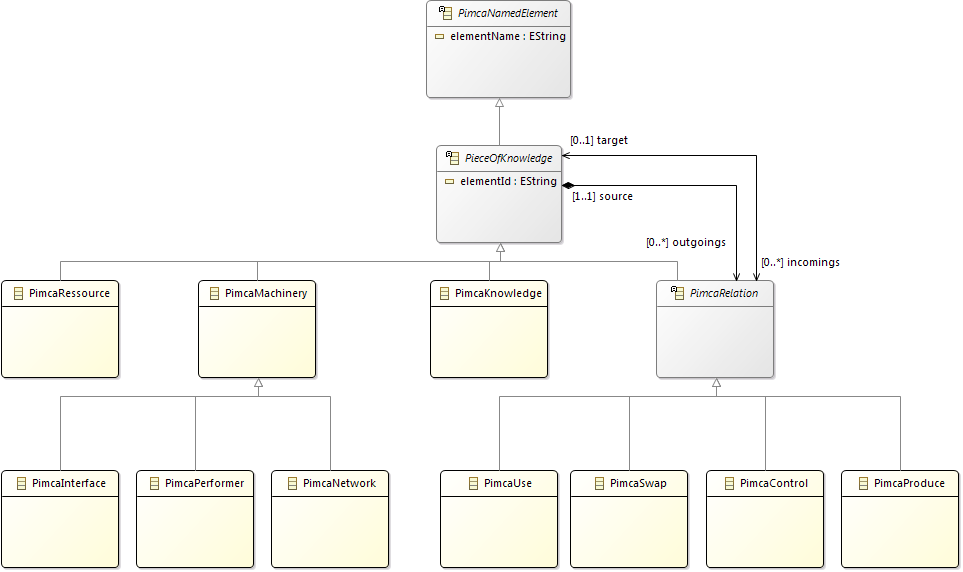 PimcaNamedElement
elementName : EString
[0..1] target
PieceOfKnowledge
elementId : EString
[1..1] source
[0..*] outgoings
[0..*] incomings
PimcaRessource
PimcaMachinery
PimcaKnowledge
PimcaRelation
PimcaInterface
PimcaPerformer
PimcaNetwork
PimcaUse
PimcaSwap
PimcaControl
PimcaProduce